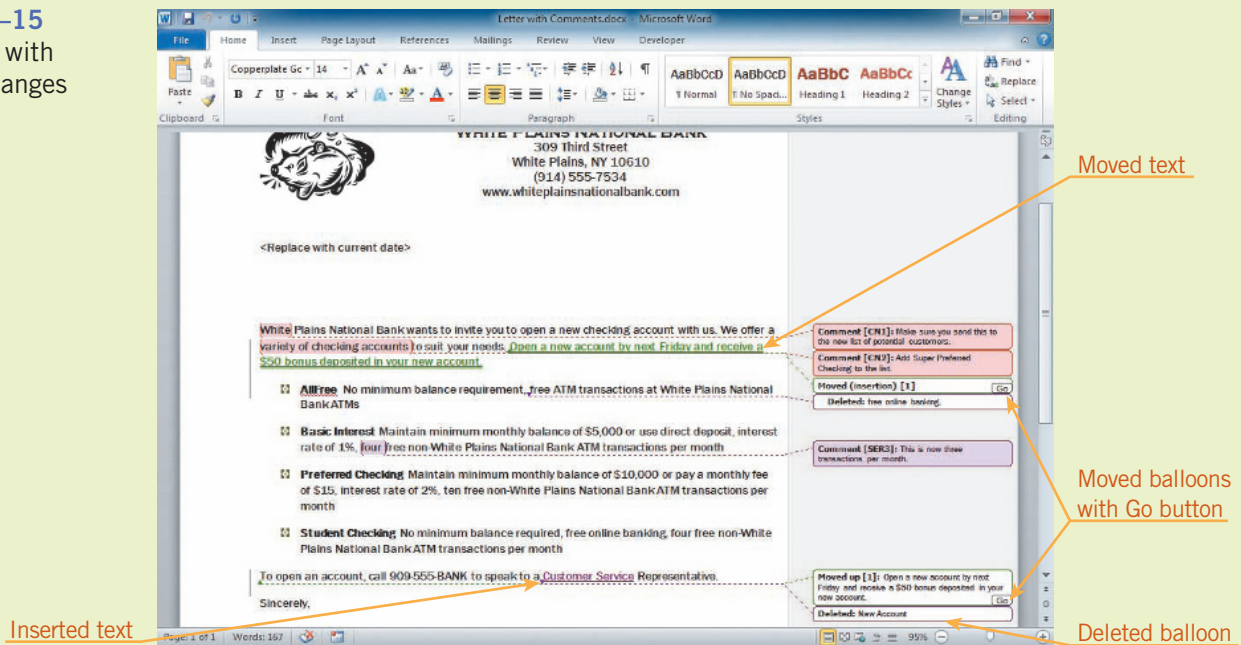 –15
with
anges
Letter with Comments.docx - Microsoft Word
File Home Insert Page Layout References Mailings Review View Developer
Paste
Copperplate Gc 14
AaBbCcD AaBbCcD AaBbC AaBbCc
¶ Normal ¶ No Spaci... Heading 1 Heading 2
Change Styles
Find
Replace
Select
Clipboard Font Paragraph Styles Editing
WHITE PLAINS NATIONAL BANK
309 Third Street
White Plains, NY 10610
(914) 555-7534
www.whiteplainsnationalbank.com
<Replace with current date>
White Plains National Bank wants to invite you to open a new checking account with us. We offer a
variety of checking accounts to suit your needs. Open a new account by next Friday and receive a
$50 bonus deposited in your new account.
AllFree No minimum balance requirement, free ATM transactions at White Plains National
Bank ATMs
Basic Interest Maintain minimum monthly balance of $5,000 or use direct deposit, interest
rate of 1%, four free non-White Plains National Bank ATM transactions per month
Preferred Checking Maintain minimum monthly balance of $10,000 or pay a monthly fee
of $15, interest rate of 2%, ten free non-White Plains National Bank ATM transactions per
month
Student Checking No minimum balance required, free online banking, four free non-White
Plains National Bank ATM transactions per month
To open an account, call 909-555-BANK to speak to a Customer Service Representative.
Sincerely,
Comment [CN1]: Make sure you send this to
the new list of potential customers.
Comment [CN2]: Add Super Preferred
Checking to the list.
Moved (insertion) [1]
Go
Deleted: free online banking,
Comment [SER3]: This is now three
transactions per month.
Moved up [1]: Open a new account by next
Friday and receive a $50 bonus deposited in your
new account.
Go
Deleted: New Account
Page: 1 of 1 Words: 167
95%
Moved text
Moved balloons
with Go button
Inserted text
Deleted balloon